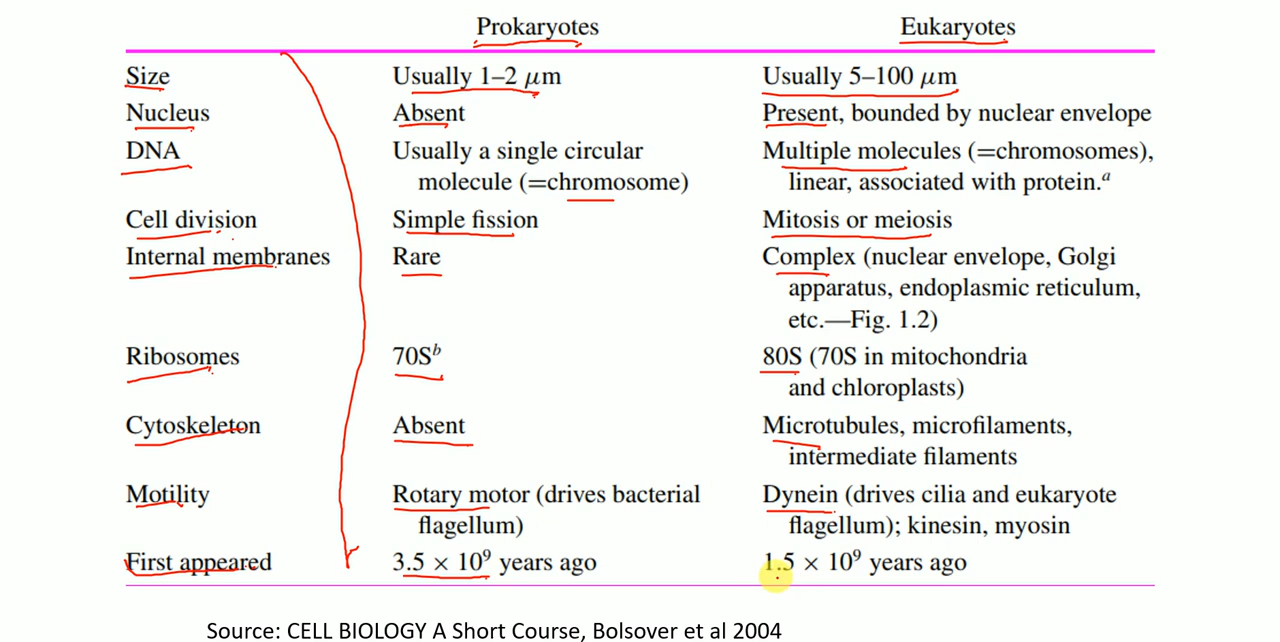 Prokaryotes Eukaryotes
Size Usually 1–2 μm Usually 5–100 μm
Nucleus Absent Present, bounded by nuclear envelope
DNA Usually a single circular Multiple molecules (=chromosomes),
molecule (=chromosome) linear, associated with protein.ᵃ
Cell division Simple fission Mitosis or meiosis
Internal membranes Rare Complex (nuclear envelope, Golgi
apparatus, endoplasmic reticulum,
etc.—Fig. 1.2)
Ribosomes 70Sᵇ 80S (70S in mitochondria
and chloroplasts)
Cytoskeleton Absent Microtubules, microfilaments,
intermediate filaments
Motility Rotary motor (drives bacterial Dynein (drives cilia and eukaryote
flagellum) flagellum); kinesin, myosin
First appeared 3.5 × 10⁹ years ago 1.5 × 10⁹ years ago
Source: CELL BIOLOGY A Short Course, Bolsover et al 2004